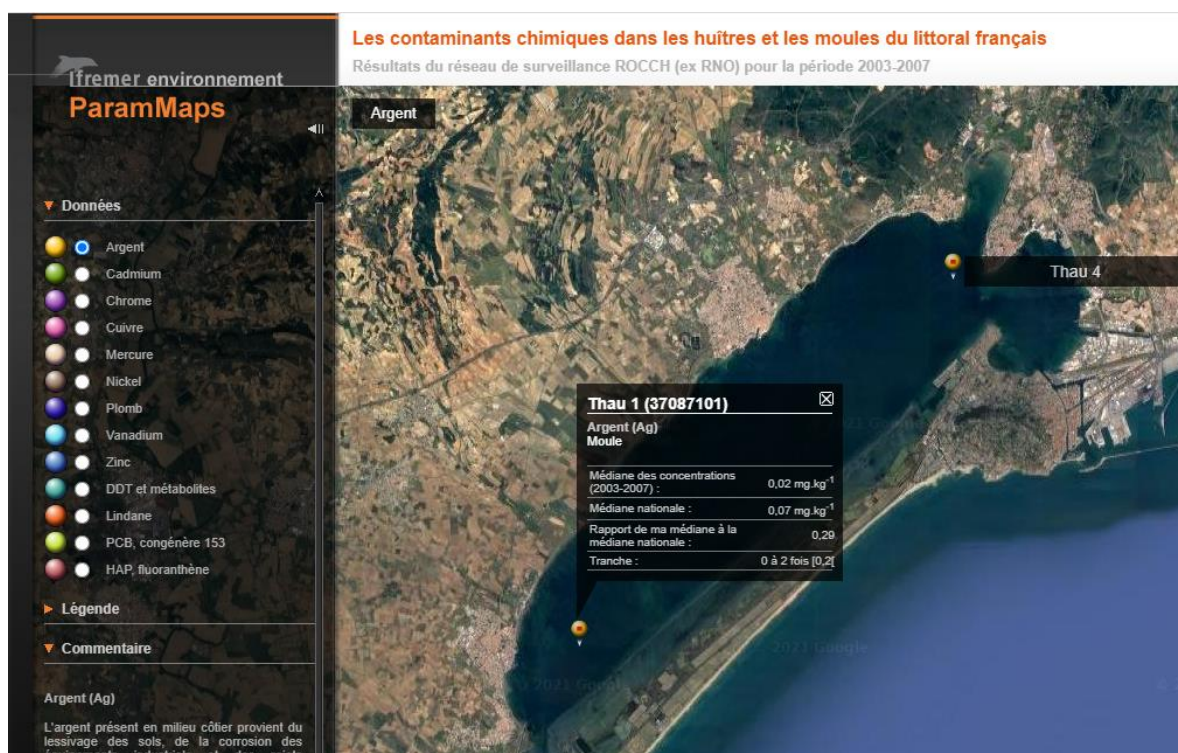 Les contaminants chimiques dans les huîtres et les moules du littoral français
Résultats du réseau de surveillance ROCCH (ex RNO) pour la période 2003-2007
Ifremer environnement
ParamMaps
Argent
Données
Argent
Cadmium
Chrome
Cuivre
Mercure
Nickel
Plomb
Vanadium
Zinc
DDT et métabolites
Lindane
PCB, congénère 153
HAP, fluoranthène
Légende
Commentaire
Argent (Ag)
L'argent présent en milieu côtier provient du
lessivage des sols, de la corrosion des
Thau 4
Thau 1 (37087101)
Argent (Ag)
Moule
Médiane des concentrations
(2003-2007) : 0,02 mg.kg⁻¹
Médiane nationale : 0,07 mg.kg⁻¹
Rapport de ma médiane à la
médiane nationale : 0,29
Tranche : 0 à 2 fois [0,2[
2021 Google
2021 Google